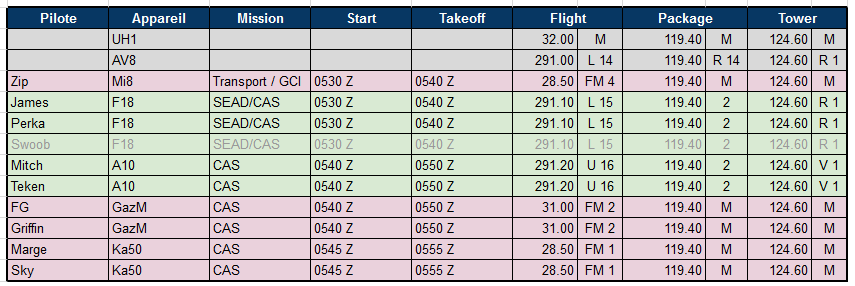 Pilote Appareil Mission Start Takeoff Flight Package Tower
UH1 32.00 M 119.40 M 124.60 M
AV8 291.00 L 14 119.40 R 14 124.60 R 1
Zip Mi8 Transport / GCI 0530 Z 0540 Z 28.50 FM 4 119.40 M 124.60 M
James F18 SEAD/CAS 0530 Z 0540 Z 291.10 L 15 119.40 2 124.60 R 1
Perka F18 SEAD/CAS 0530 Z 0540 Z 291.10 L 15 119.40 2 124.60 R 1
Swoob F18 SEAD/CAS 0530 Z 0540 Z 291.10 L 15 119.40 2 124.60 R 1
Mitch A10 CAS 0540 Z 0550 Z 291.20 U 16 119.40 2 124.60 V 1
Teken A10 CAS 0540 Z 0550 Z 291.20 U 16 119.40 2 124.60 V 1
FG GazM CAS 0540 Z 0550 Z 31.00 FM 2 119.40 M 124.60 M
Griffin GazM CAS 0540 Z 0550 Z 31.00 FM 2 119.40 M 124.60 M
Marge Ka50 CAS 0545 Z 0555 Z 28.50 FM 1 119.40 M 124.60 M
Sky Ka50 CAS 0545 Z 0555 Z 28.50 FM 1 119.40 M 124.60 M